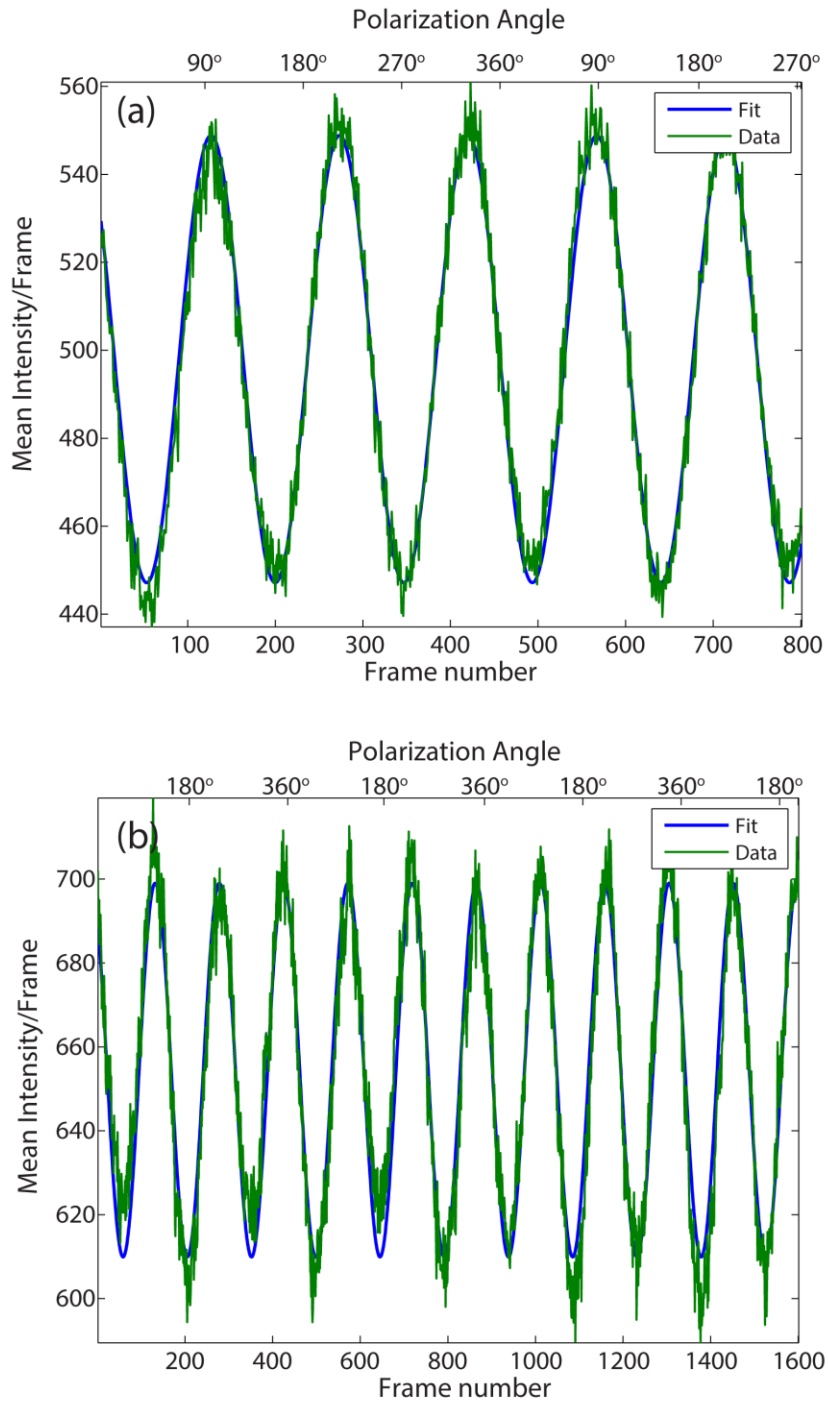 Polarization Angle
90° 180° 270° 360° 90° 180° 270°
(a)
Fit
Data
560
540
520
500
480
460
440
Mean Intensity/Frame
100 200 300 400 500 600 700 800
Frame number
Polarization Angle
180° 360° 180° 360° 180° 360° 180°
(b)
Fit
Data
700
680
660
640
620
600
Mean Intensity/Frame
200 400 600 800 1000 1200 1400 1600
Frame number